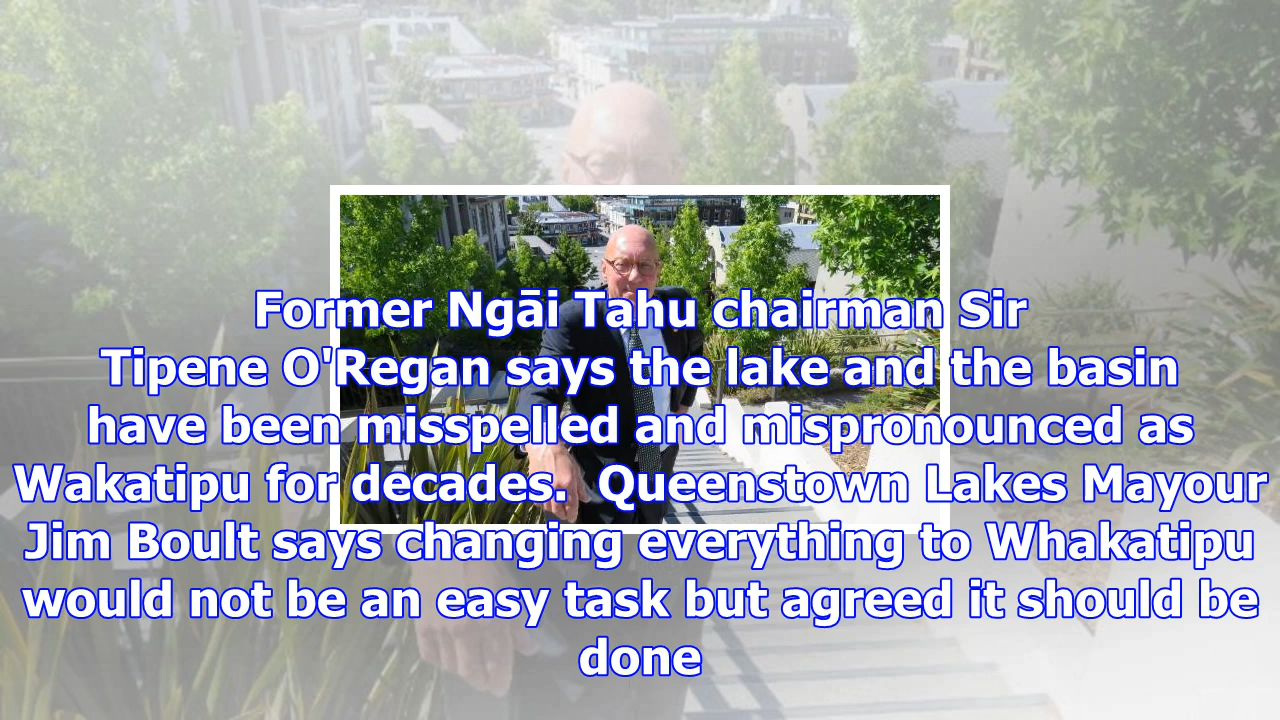 Former Ngāi Tahu chairman Sir
Tipene O'Regan says the lake and the basin
have been misspelled and mispronounced as
Wakatipu for decades.  Queenstown Lakes Mayour
Jim Boult says changing everything to Whakatipu
would not be an easy task but agreed it should be
done